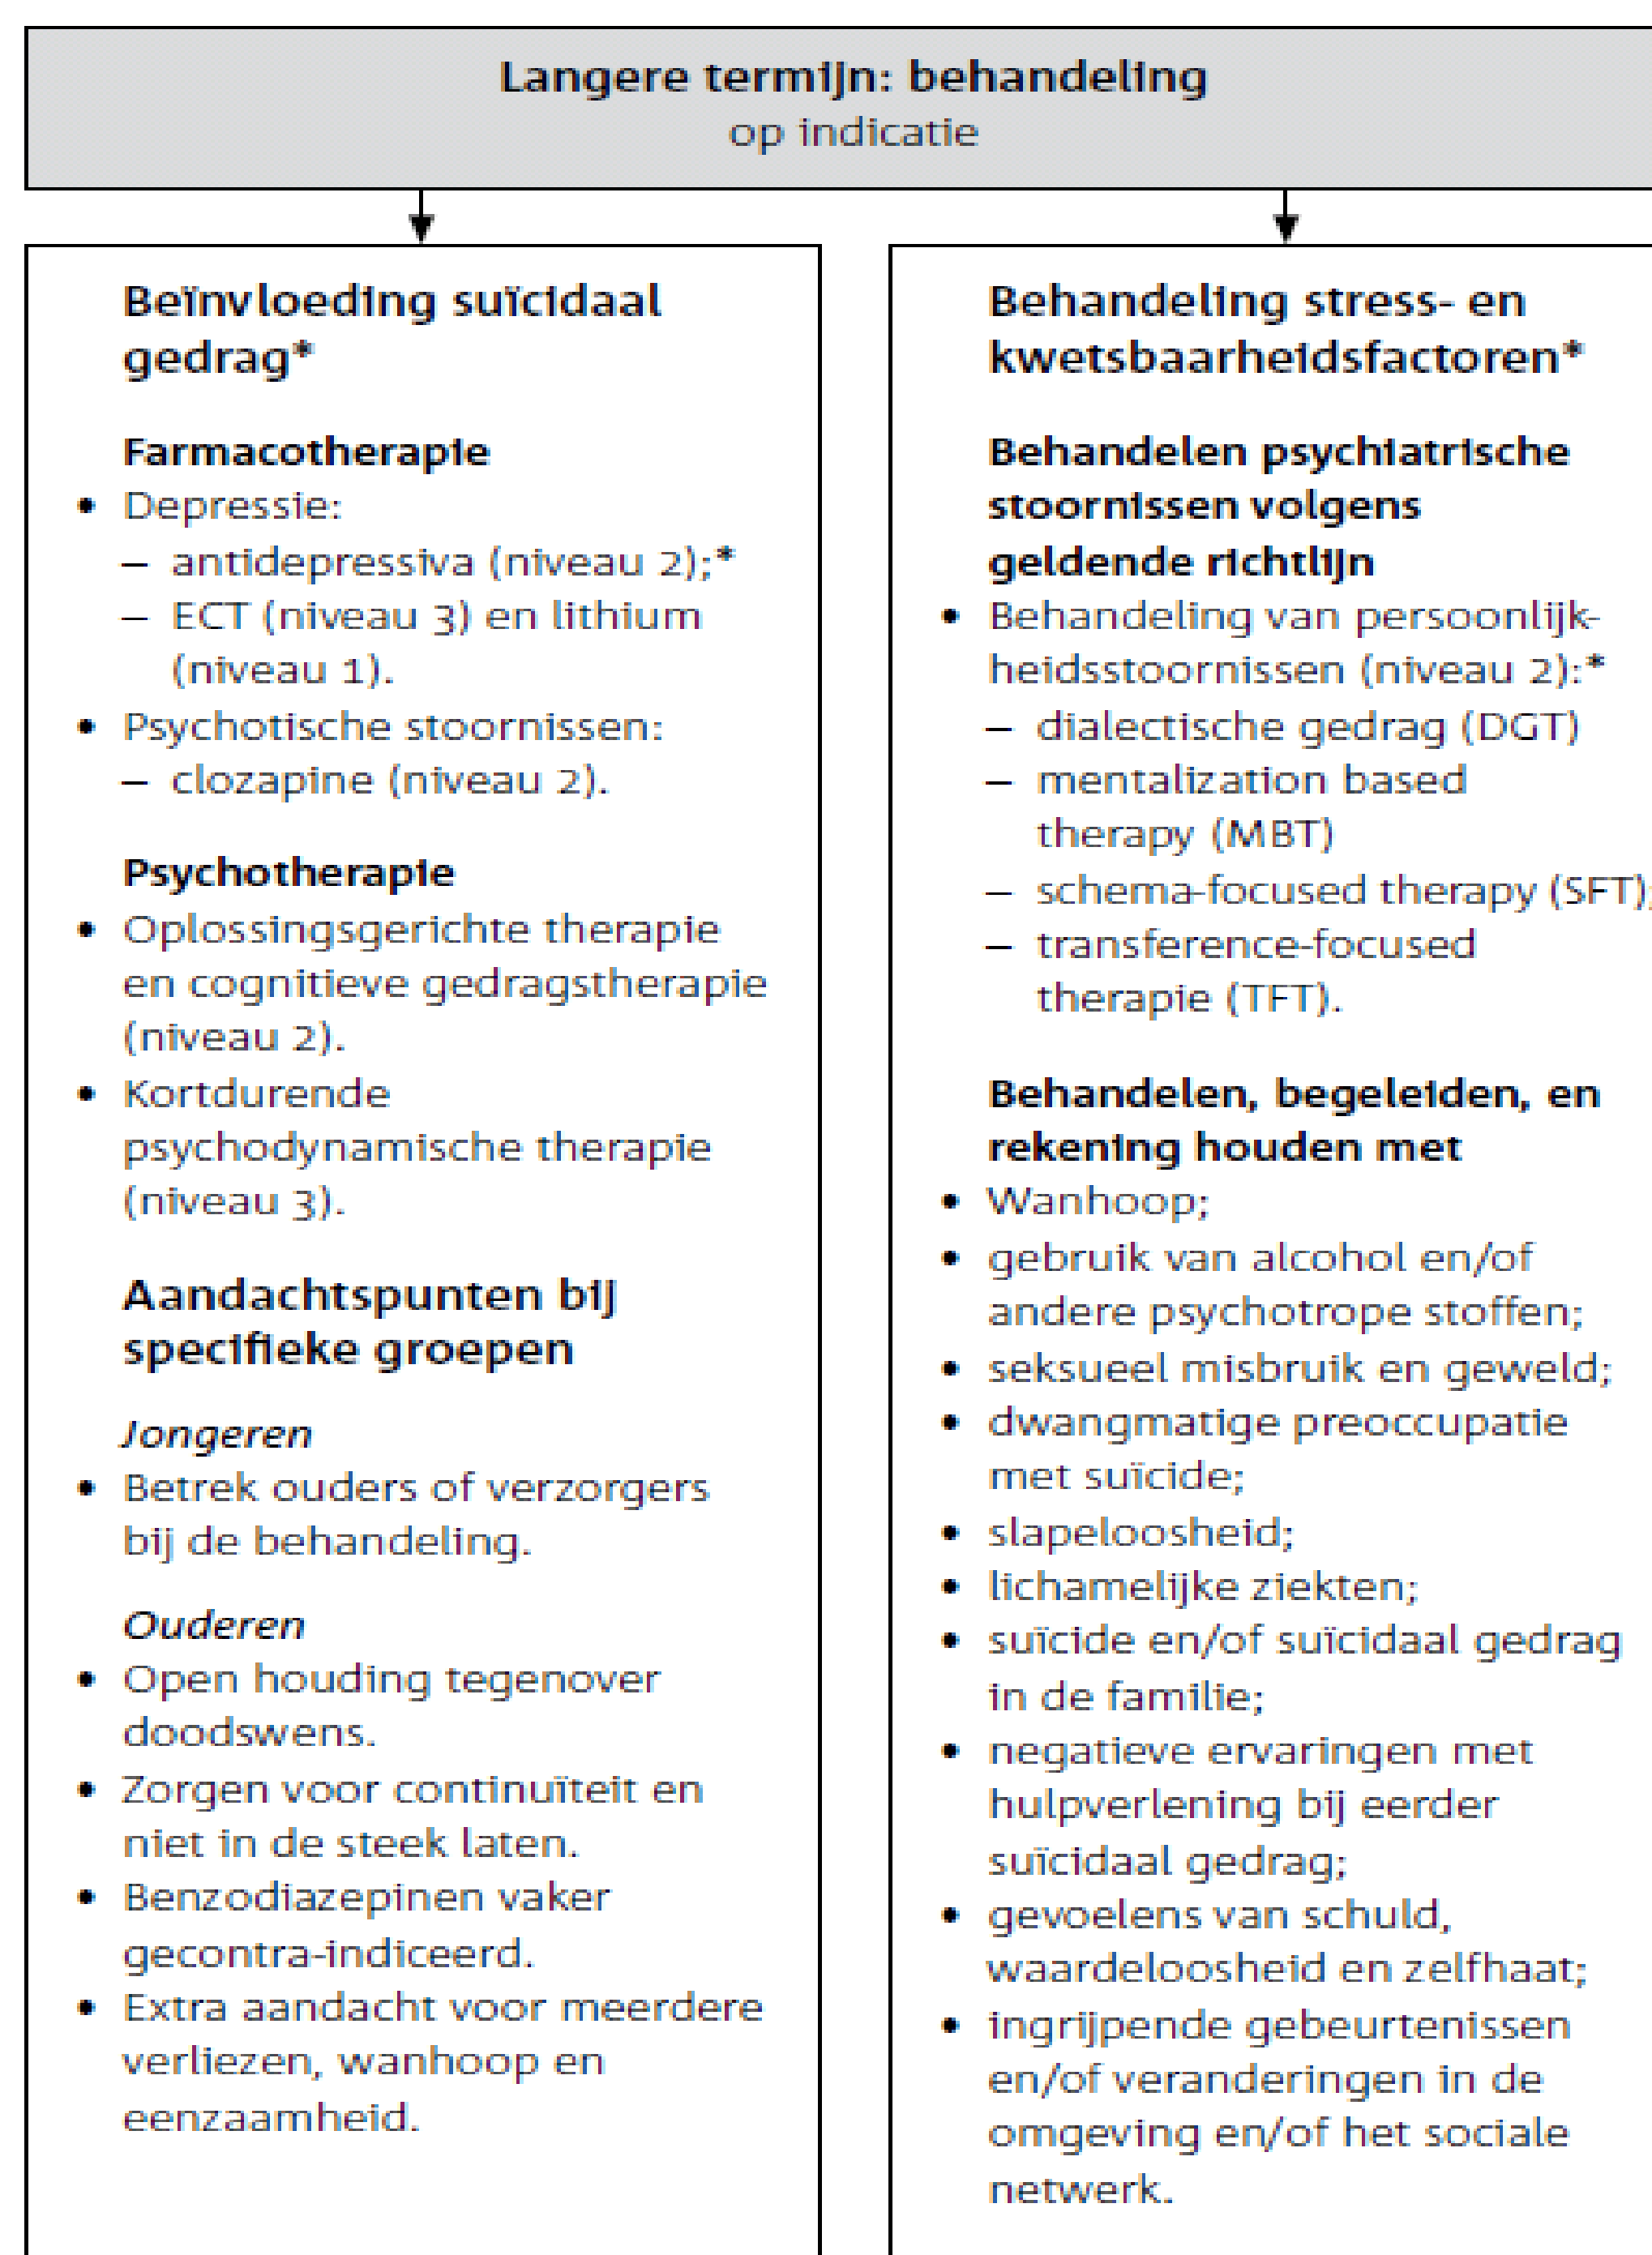 Langere termijn: behandeling
op indicatie
Beïnvloeding suïcidaal
gedrag*
Farmacotherapie
• Depressie:
– antidepressiva (niveau 2);*
– ECT (niveau 3) en lithium
(niveau 1).
• Psychotische stoornissen:
– clozapine (niveau 2).
Psychotherapie
• Oplossingsgerichte therapie
en cognitieve gedragstherapie
(niveau 2).
• Kortdurende
psychodynamische therapie
(niveau 3).
Aandachtspunten bij
specifieke groepen
Jongeren
• Betrek ouders of verzorgers
bij de behandeling.
Ouderen
• Open houding tegenover
doodswens.
• Zorgen voor continuïteit en
niet in de steek laten.
• Benzodiazepinen vaker
gecontra-indiceerd.
• Extra aandacht voor meerdere
verliezen, wanhoop en
eenzaamheid.
Behandeling stress- en
kwetsbaarheidsfactoren*
Behandelen psychiatrische
stoornissen volgens
geldende richtlijn
• Behandeling van persoonlijk-
heidsstoornissen (niveau 2):*
– dialectische gedrag (DGT)
– mentalization based
therapy (MBT)
– schema-focused therapy (SFT);
– transference-focused
therapie (TFT).
Behandelen, begeleiden, en
rekening houden met
• Wanhoop;
• gebruik van alcohol en/of
andere psychotrope stoffen;
• seksueel misbruik en geweld;
• dwangmatige preoccupatie
met suïcide;
• slapeloosheid;
• lichamelijke ziekten;
• suïcide en/of suïcidaal gedrag
in de familie;
• negatieve ervaringen met
hulpverlening bij eerder
suïcidaal gedrag;
• gevoelens van schuld,
waardeloosheid en zelfhaat;
• ingrijpende gebeurtenissen
en/of veranderingen in de
omgeving en/of het sociale
netwerk.